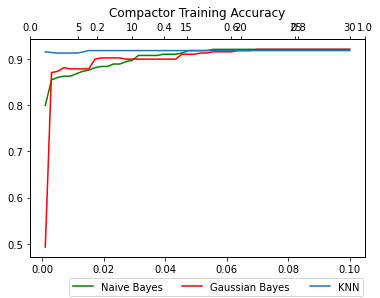 Compactor Training Accuracy
0.0 5 0.2 10 0.4 15 0.6 20 0.8 25 30 1.0
0.9
0.8
0.7
0.6
0.5
0.00 0.02 0.04 0.06 0.08 0.10
Naive Bayes Gaussian Bayes KNN